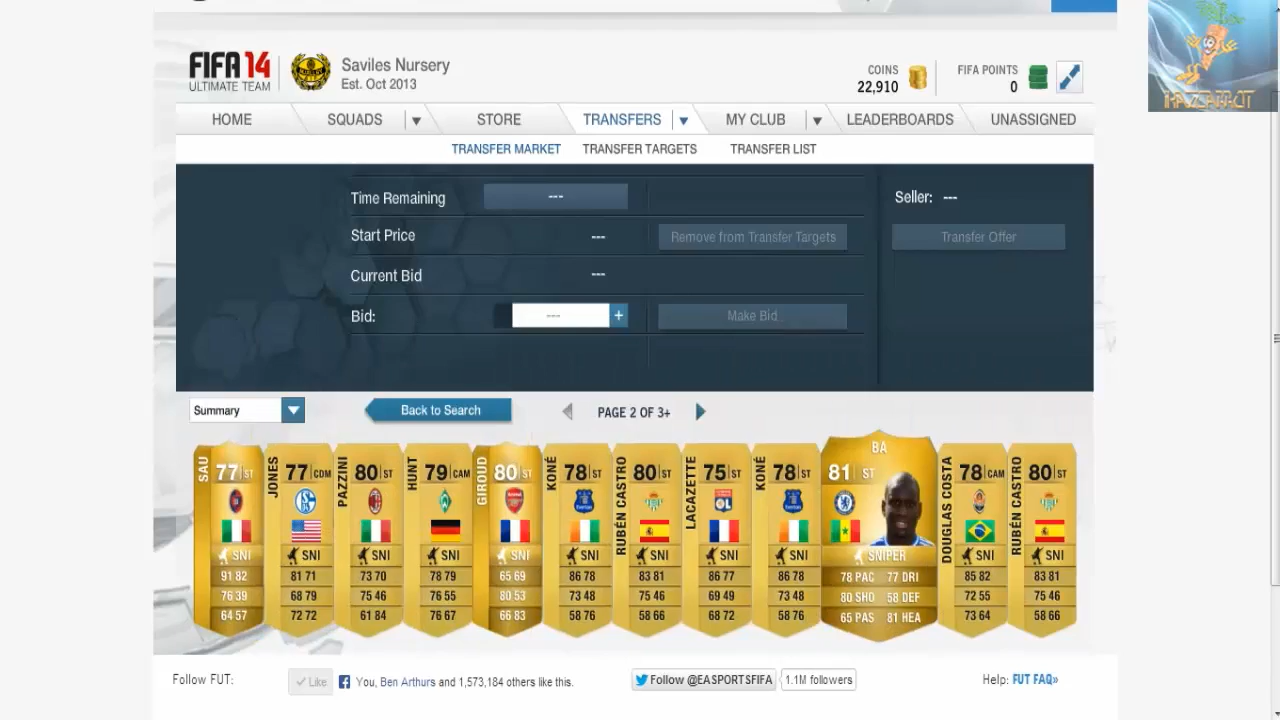 FIFA 14
ULTIMATE TEAM
Saviles Nursery
Est. Oct 2013
COINS
22,910
FIFA POINTS
0
HOME SQUADS STORE TRANSFERS MY CLUB LEADERBOARDS UNASSIGNED
TRANSFER MARKET TRANSFER TARGETS TRANSFER LIST
Time Remaining ---
Seller: ---
Start Price ---
Remove from Transfer Targets
Transfer Offer
Current Bid ---
Bid: --- +
Make Bid
Summary
Back to Search
PAGE 2 OF 3+
SAU 77 ST
SNI
91 82
76 39
64 57
JONES 77 CDM
SNI
81 71
68 79
72 72
PAZZINI 80 ST
SNI
73 70
75 46
61 84
HUNT 79 CAM
SNI
78 79
76 55
76 67
GIROUD 80 ST
Arsenal
SNI
65 69
80 53
66 83
KONÉ 78 ST
SNI
86 78
73 48
58 76
RUBÉN CASTRO 80 ST
SNI
83 81
75 46
58 66
LACAZETTE 75 ST
OL
SNI
86 77
69 49
68 72
KONÉ 78 ST
SNI
86 78
73 48
58 76
BA
81 ST
SNIPER
78 PAC 77 DRI
80 SHO 58 DEF
65 PAS 81 HEA
DOUGLAS COSTA 78 CAM
SNI
85 82
72 55
73 64
RUBÉN CASTRO 80 ST
SNI
83 81
75 46
58 66
Follow FUT:
Like
You, Ben Arthurs and 1,573,184 others like this.
Follow @EASPORTSFIFA
1.1M followers
Help: FUT FAQ»